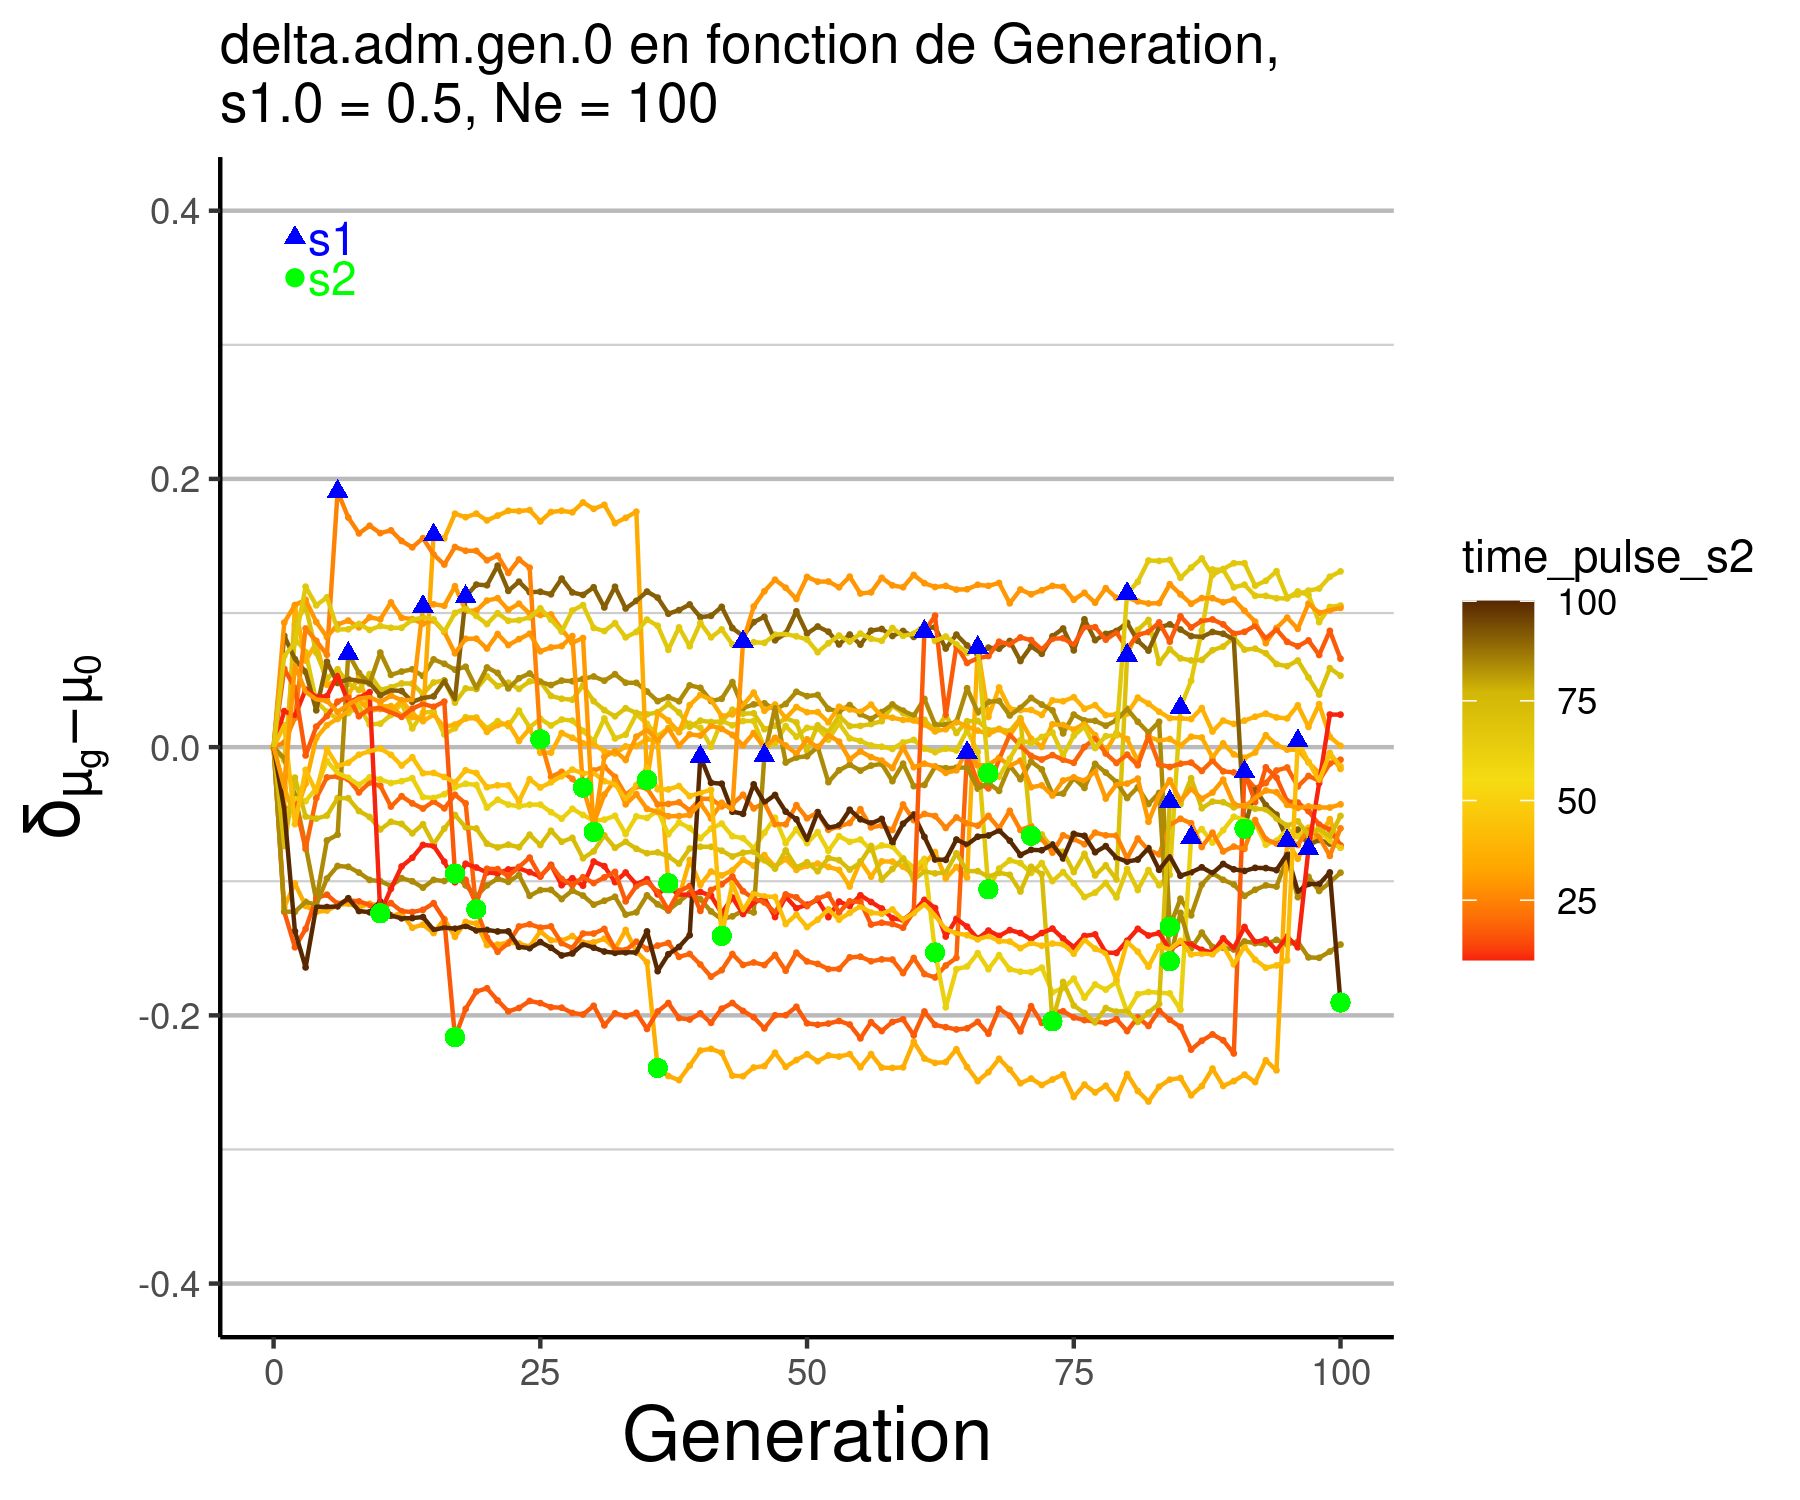 delta.adm.gen.0 en fonction de Generation,
s1.0 = 0.5, Ne = 100
0.4
0.2
0.0
-0.2
-0.4
s1
s2
δμg−μ0
0
25
50
75
100
Generation
time_pulse_s2
100
75
50
25